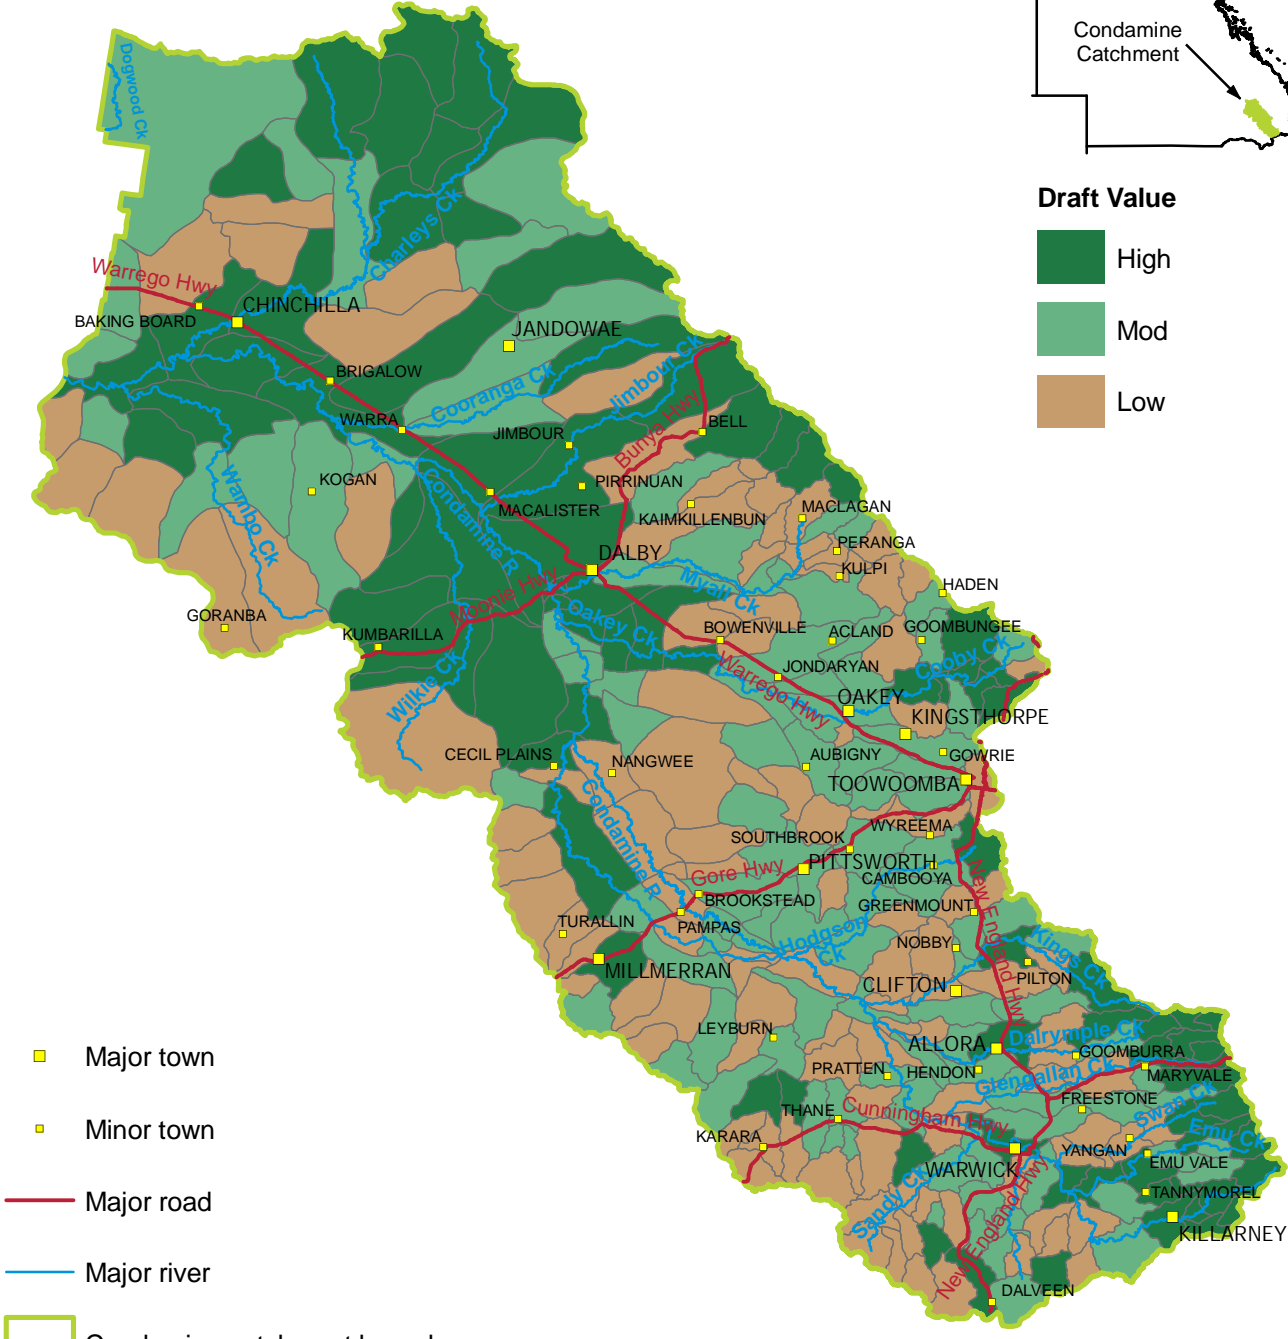 Condamine
Catchment
Draft Value
High
Mod
Low
Dogwood Ck
Charleys Ck
Warrego Hwy
CHINCHILLA
BAKING BOARD
JANDOWAE
BRIGALOW
Cooranga Ck
Jimbour Ck
WARRA
JIMBOUR
Bunya Hwy
BELL
KOGAN
Wambo Ck
Condamine R
PIRRINUAN
MACALISTER
KAIMKILLENBUN
MACLAGAN
PERANGA
KULPI
DALBY
Myall Ck
HADEN
Moonie Hwy
Oakey Ck
GORANBA
KUMBARILLA
BOWENVILLE
ACLAND
GOOMBUNGEE
Cooby Ck
Wilkie Ck
Warrego Hwy
JONDARYAN
OAKEY
KINGSTHORPE
CECIL PLAINS
NANGWEE
AUBIGNY
GOWRIE
TOOWOOMBA
Condamine R
SOUTHBROOK
WYREEMA
Gore Hwy
PITTSWORTH
CAMBOOYA
BROOKSTEAD
GREENMOUNT
New England Hwy
TURALLIN
PAMPAS
Hodgson
Ck
NOBBY
Kings Ck
MILLMERRAN
CLIFTON
PILTON
LEYBURN
ALLORA
Dalrymple Ck
GOOMBURRA
PRATTEN
HENDON
Glengallan Ck
MARYVALE
THANE
Cunningham Hwy
FREESTONE
Swan Ck
KARARA
YANGAN
Emu Ck
WARWICK
EMU VALE
Sandy Ck
TANNYMOREL
New England Hwy
KILLARNEY
DALVEEN
Major town
Minor town
Major road
Major river